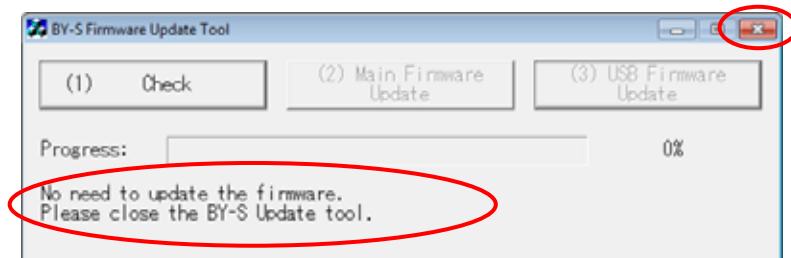 BY-S Firmware Update Tool
(1) Check
(2) Main Firmware
Update
(3) USB Firmware
Update
Progress: 0%
No need to update the firmware.
Please close the BY-S Update tool.